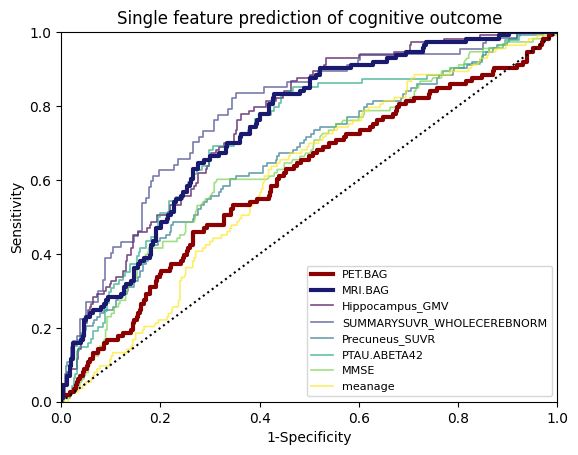 Single feature prediction of cognitive outcome
1.0
0.8
0.6
0.4
0.2
0.0
Sensitivity
PET.BAG
MRI.BAG
Hippocampus_GMV
SUMMARYSUVR_WHOLECEREBNORM
Precuneus_SUVR
PTAU.ABETA42
MMSE
meanage
0.0 0.2 0.4 0.6 0.8 1.0
1-Specificity